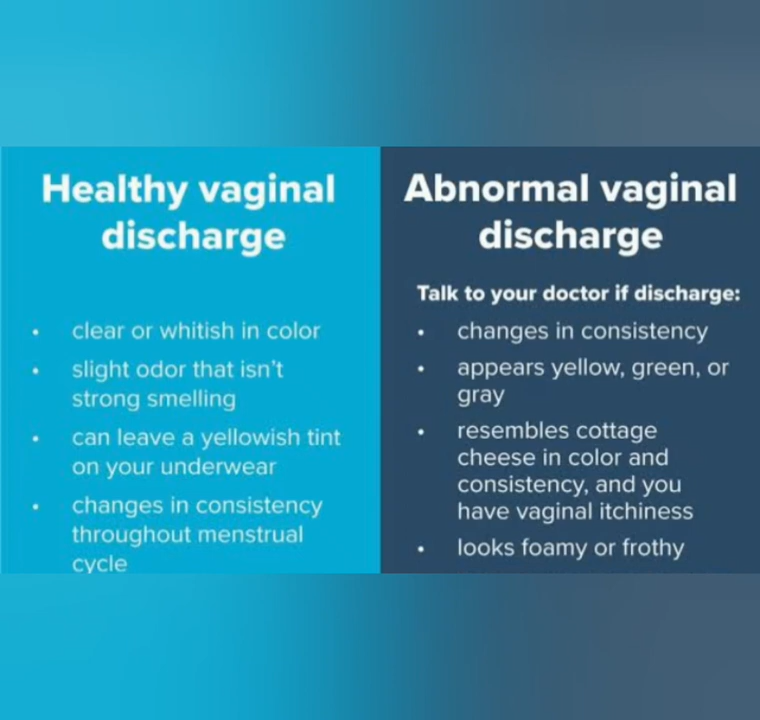 Healthy vaginal
discharge
• clear or whitish in color
• slight odor that isn't
strong smelling
• can leave a yellowish tint
on your underwear
• changes in consistency
throughout menstrual
cycle
Abnormal vaginal
discharge
Talk to your doctor if discharge:
• changes in consistency
• appears yellow, green, or
gray
• resembles cottage
cheese in color and
consistency, and you
have vaginal itchiness
• looks foamy or frothy